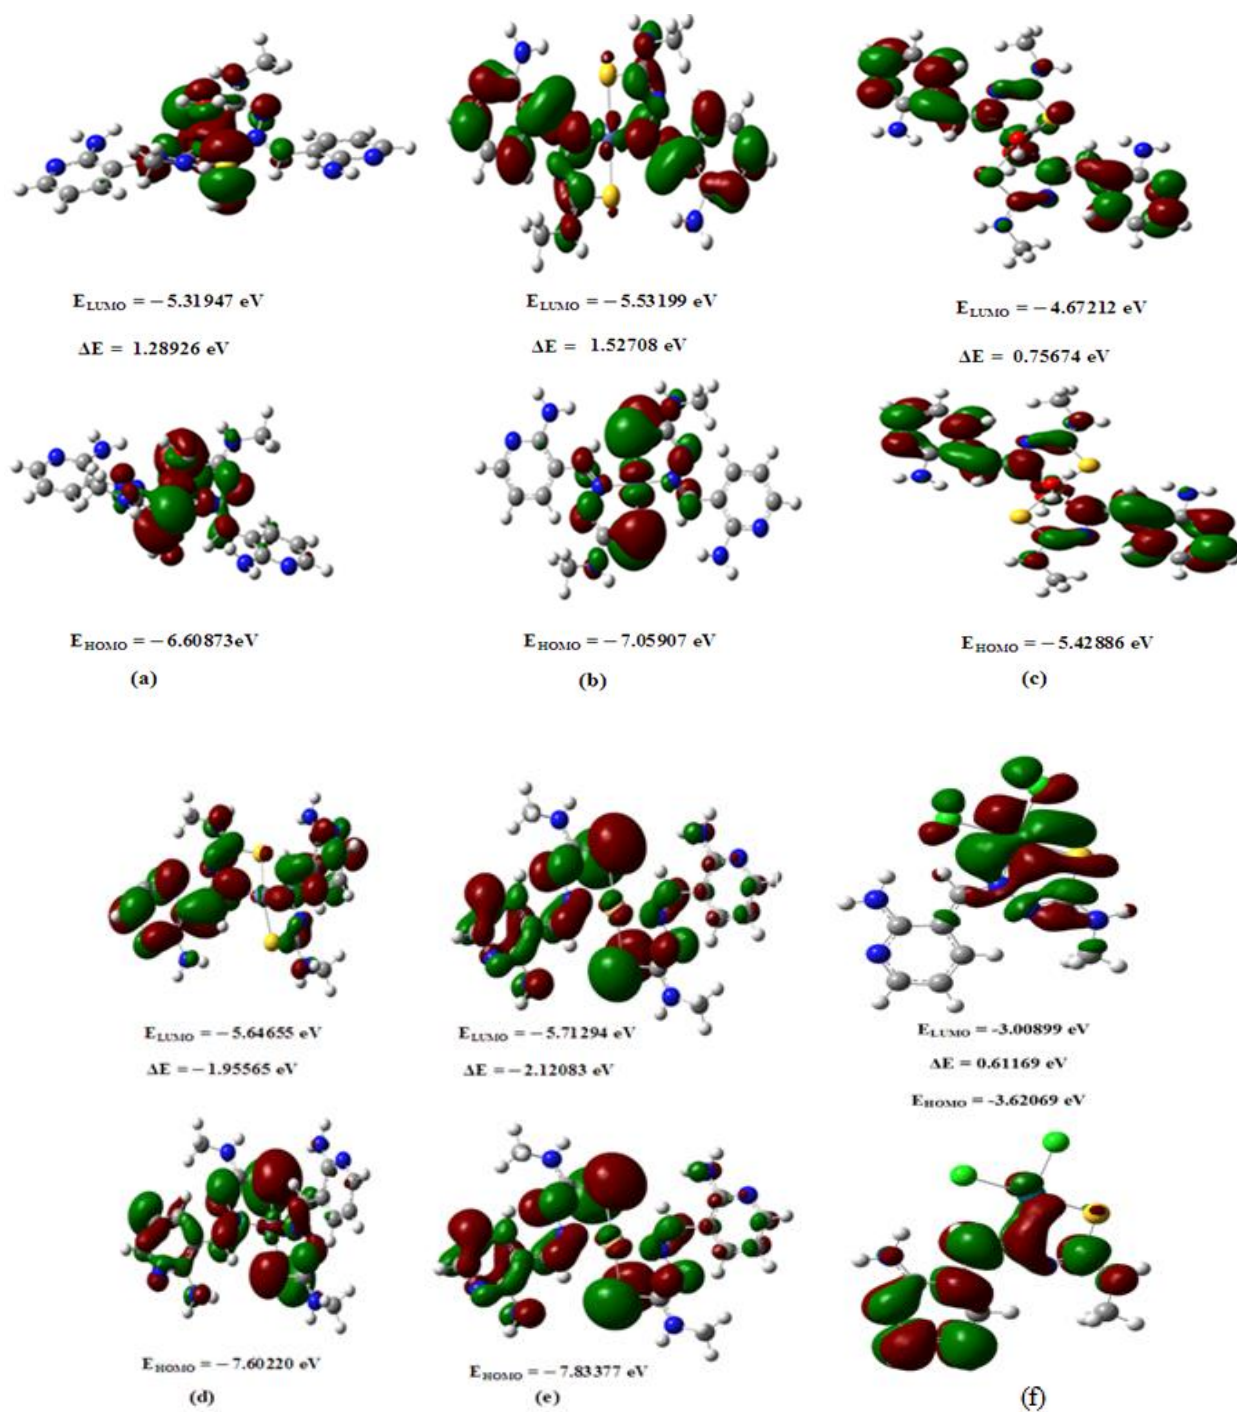 E_LUMO = − 5.31947 eV
ΔE = 1.28926 eV
E_HOMO = − 6.60873eV
(a)
E_LUMO = − 5.53199 eV
ΔE = 1.52708 eV
E_HOMO = − 7.05907 eV
(b)
E_LUMO = −4.67212 eV
ΔE = 0.75674 eV
E_HOMO = −5.42886 eV
(c)
E_LUMO = − 5.64655 eV
ΔE = − 1.95565 eV
E_HOMO = − 7.60220 eV
(d)
E_LUMO = −5.71294 eV
ΔE = −2.12083 eV
E_HOMO = −7.83377 eV
(e)
E_LUMO = -3.00899 eV
ΔE = 0.61169 eV
E_HOMO = -3.62069 eV
(f)